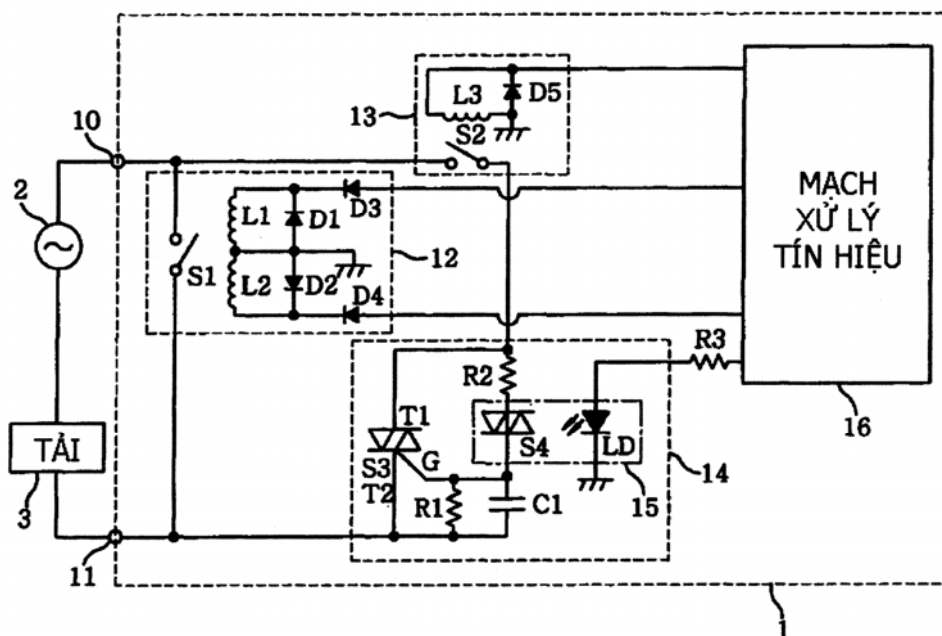 L3
D5
13
S2
10
2
L1
D1
D3
S1
12
L2
D2
D4
MẠCH
XỬ LÝ
TÍN HIỆU
R3
16
R2
T1
S3
G
T2
S4
LD
14
15
R1
C1
TẢI
3
11
1